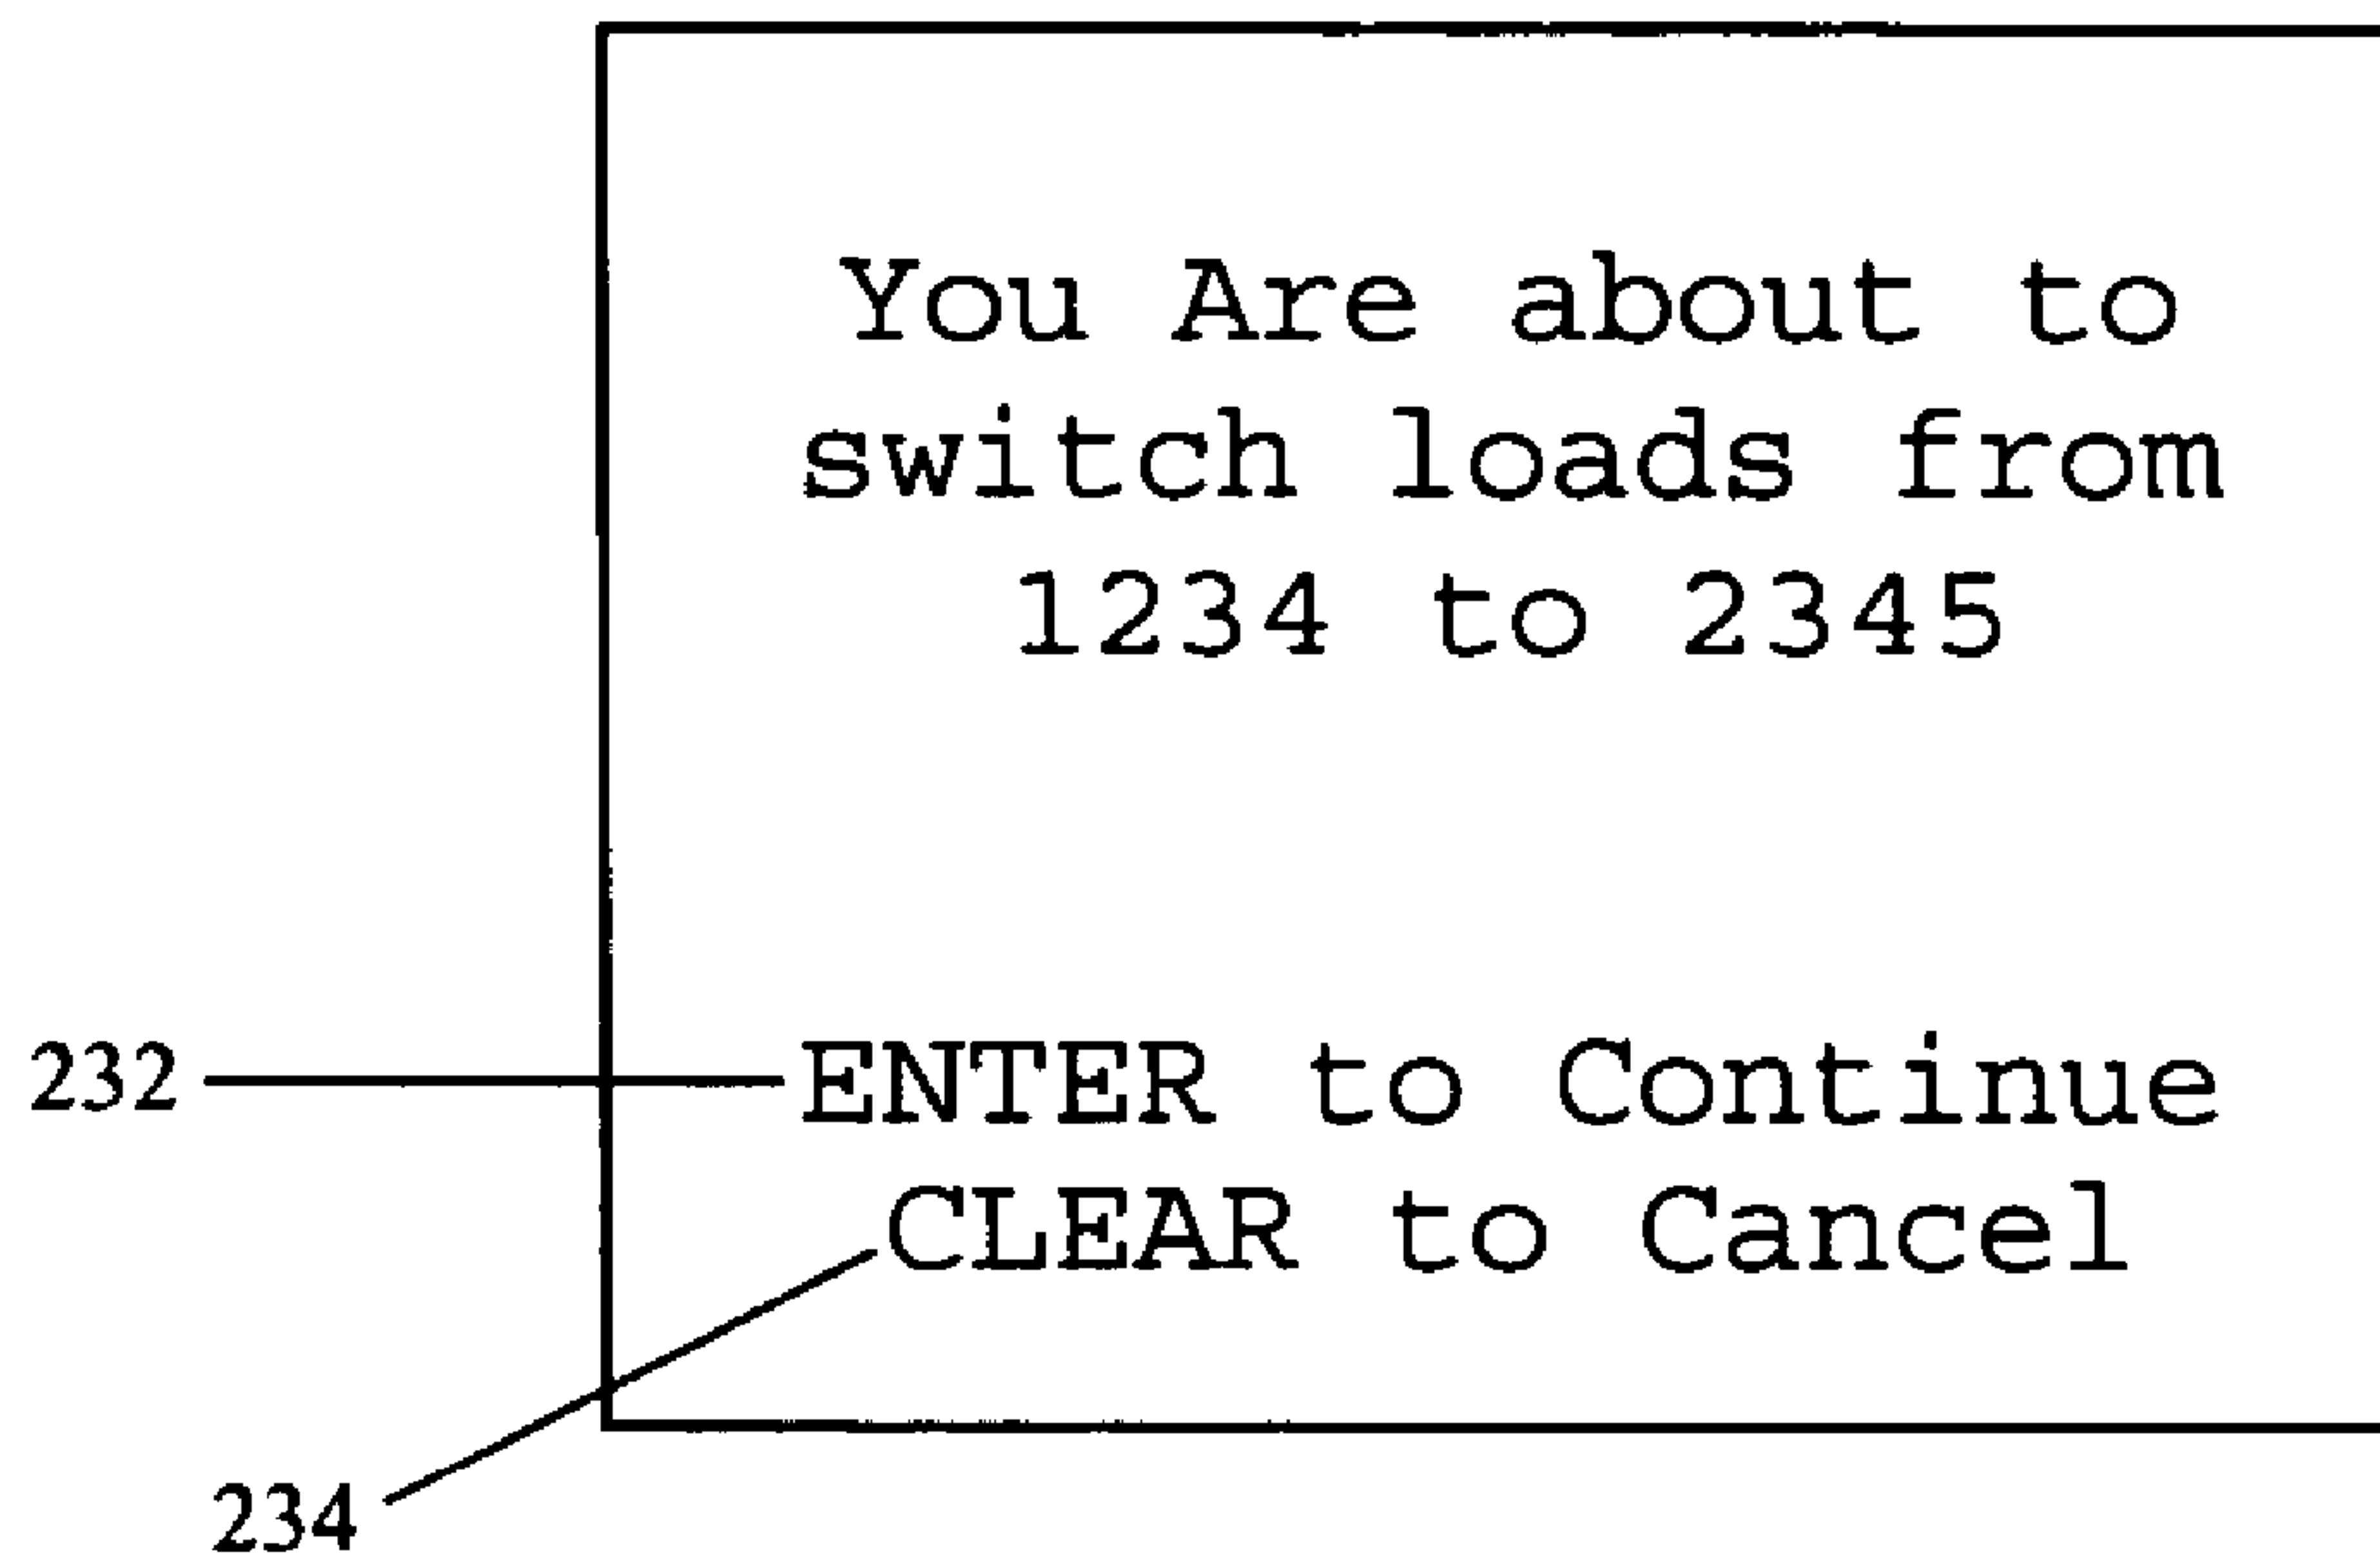 You Are about to
switch loads from
1234 to 2345
232 ENTER to Continue
CLEAR to Cancel
234